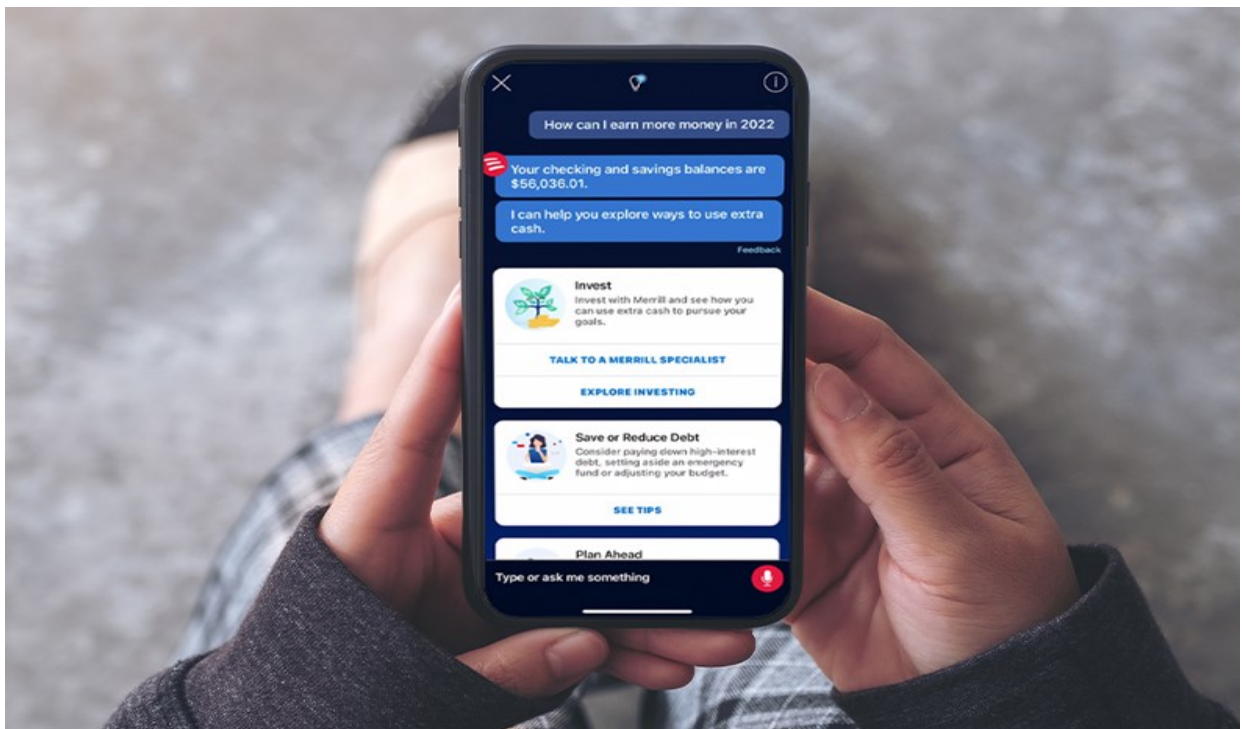 How can I earn more money in 2022
Your checking and savings balances are
$56,036.01.
I can help you explore ways to use extra
cash.
Feedback
Invest
Invest with Merrill and see how you
can use extra cash to pursue your
goals.
TALK TO A MERRILL SPECIALIST
EXPLORE INVESTING
Save or Reduce Debt
Consider paying down high-interest
debt, setting aside an emergency
fund or adjusting your budget.
SEE TIPS
Plan Ahead
Type or ask me something